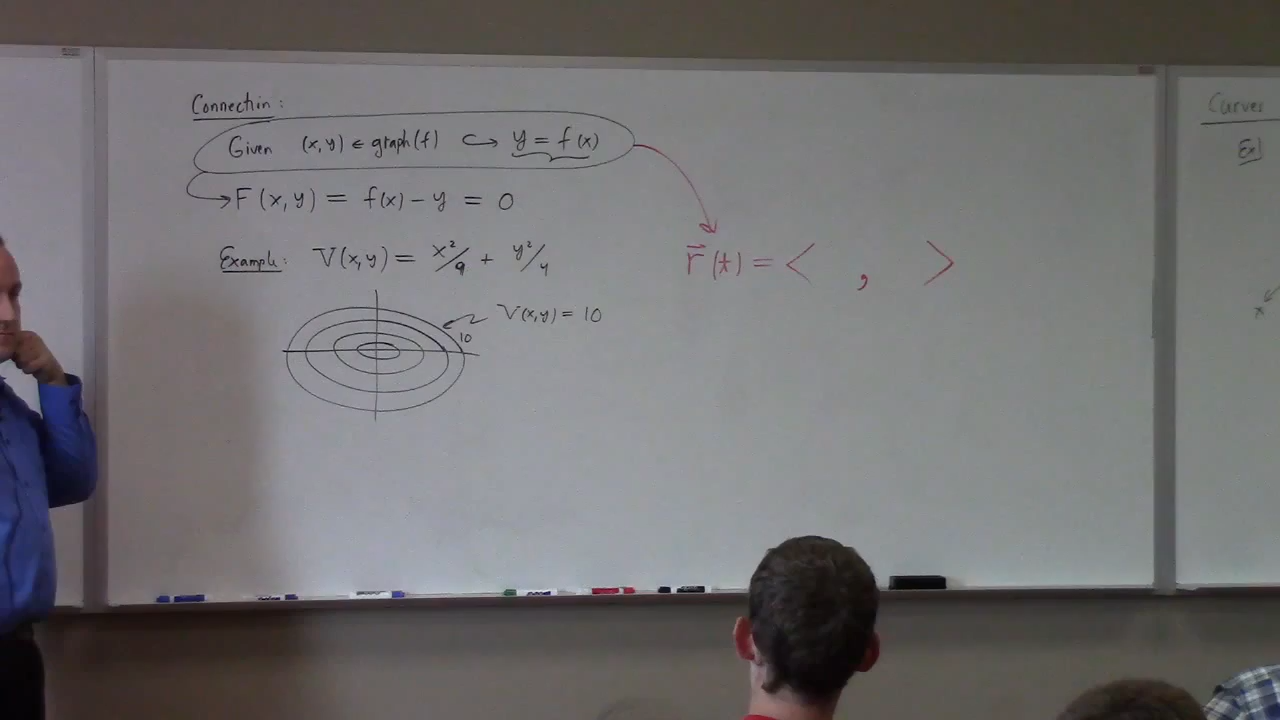 Connection:
Given (x,y) ∈ graph(f) ↪ y = f(x)
→ F(x,y) = f(x) - y = 0
Example: V(x,y) = x²/9 + y²/4
V(x,y) = 10
10
r⃗(t) = < , >
Curves
Ex)
x